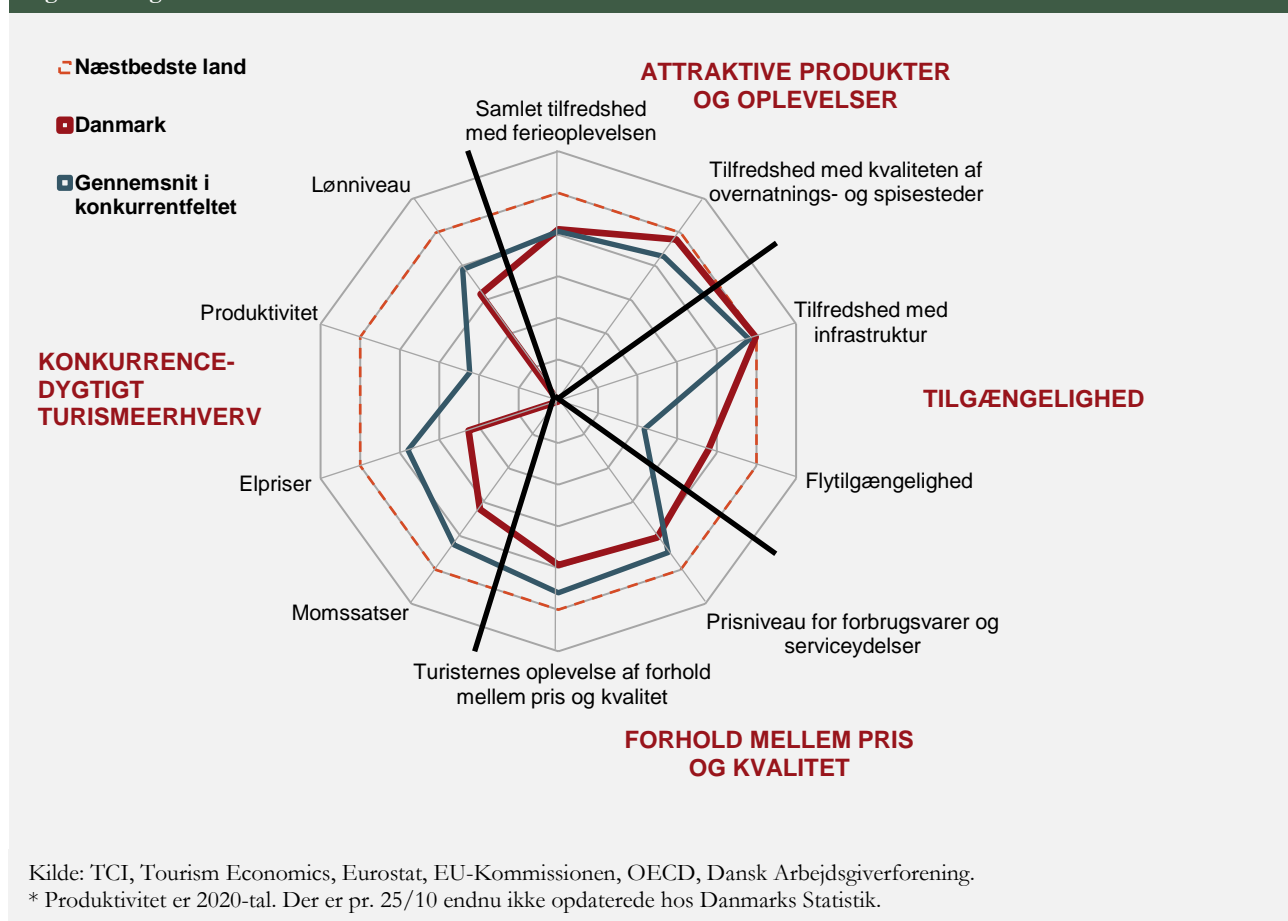 Næstbedste land
Danmark
Gennemsnit i
konkurrentfeltet
ATTRAKTIVE PRODUKTER
OG OPLEVELSER
Samlet tilfredshed
med ferieoplevelsen
Tilfredshed med kvaliteten af
overnatnings- og spisesteder
Tilfredshed med
infrastruktur
TILGÆNGELIGHED
Flytilgængelighed
Prisniveau for forbrugsvarer og
serviceydelser
FORHOLD MELLEM PRIS
OG KVALITET
Turisternes oplevelse af forhold
mellem pris og kvalitet
Momssatser
Elpriser
KONKURRENCE-
DYGTIGT
TURISMEERHVERV
Produktivitet
Lønniveau
Kilde: TCI, Tourism Economics, Eurostat, EU-Kommissionen, OECD, Dansk Arbejdsgiverforening.
* Produktivitet er 2020-tal. Der er pr. 25/10 endnu ikke opdaterede hos Danmarks Statistik.